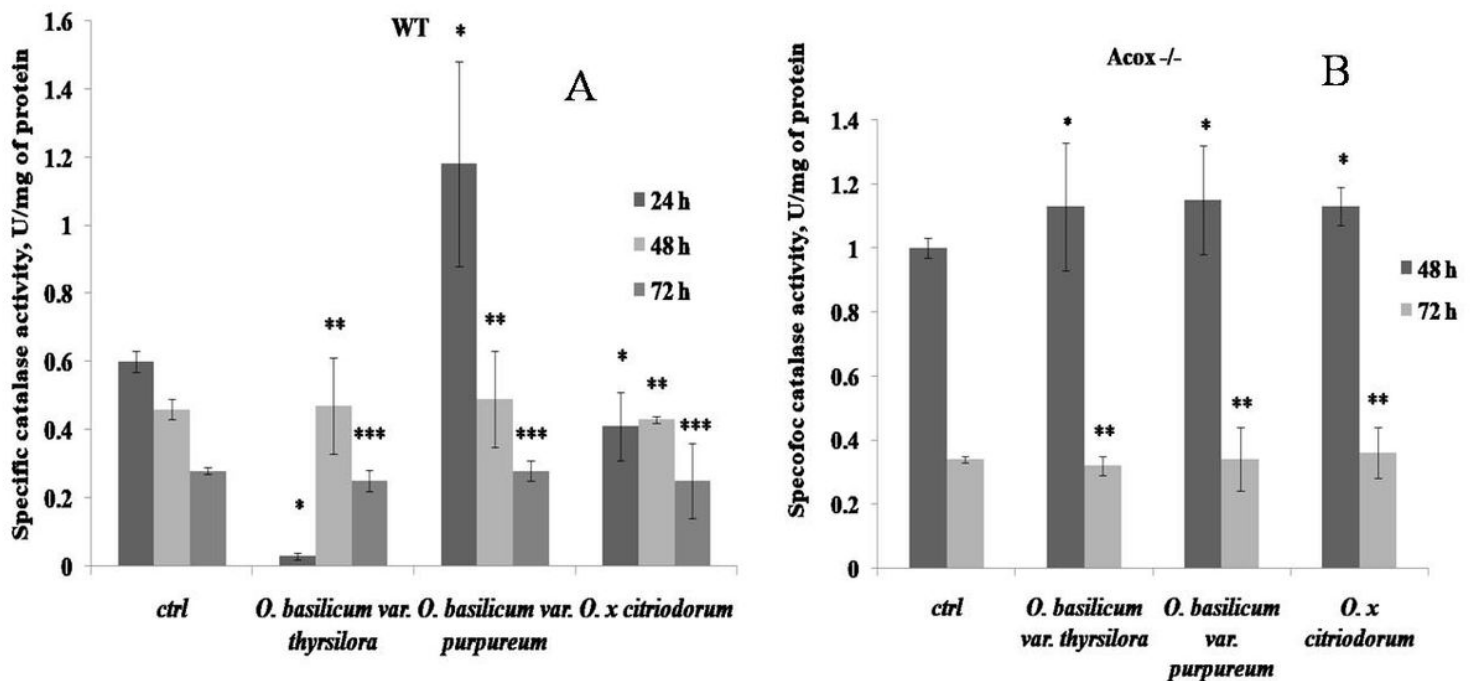 WT
A
Specific catalase activity, U/mg of protein
1.6
1.4
1.2
1
0.8
0.6
0.4
0.2
0
*
*
**
***
**
***
*
**
***
24 h
48 h
72 h
ctrl
O. basilicum var.
thyrsilora
O. basilicum var.
purpureum
O. x citriodorum
Acox -/-
B
Specofoc catalase activity, U/mg of protein
1.4
1.2
1
0.8
0.6
0.4
0.2
0
*
*
*
**
**
**
48 h
72 h
ctrl
O. basilicum
var. thyrsilora
O. basilicum
var.
purpureum
O. x
citriodorum